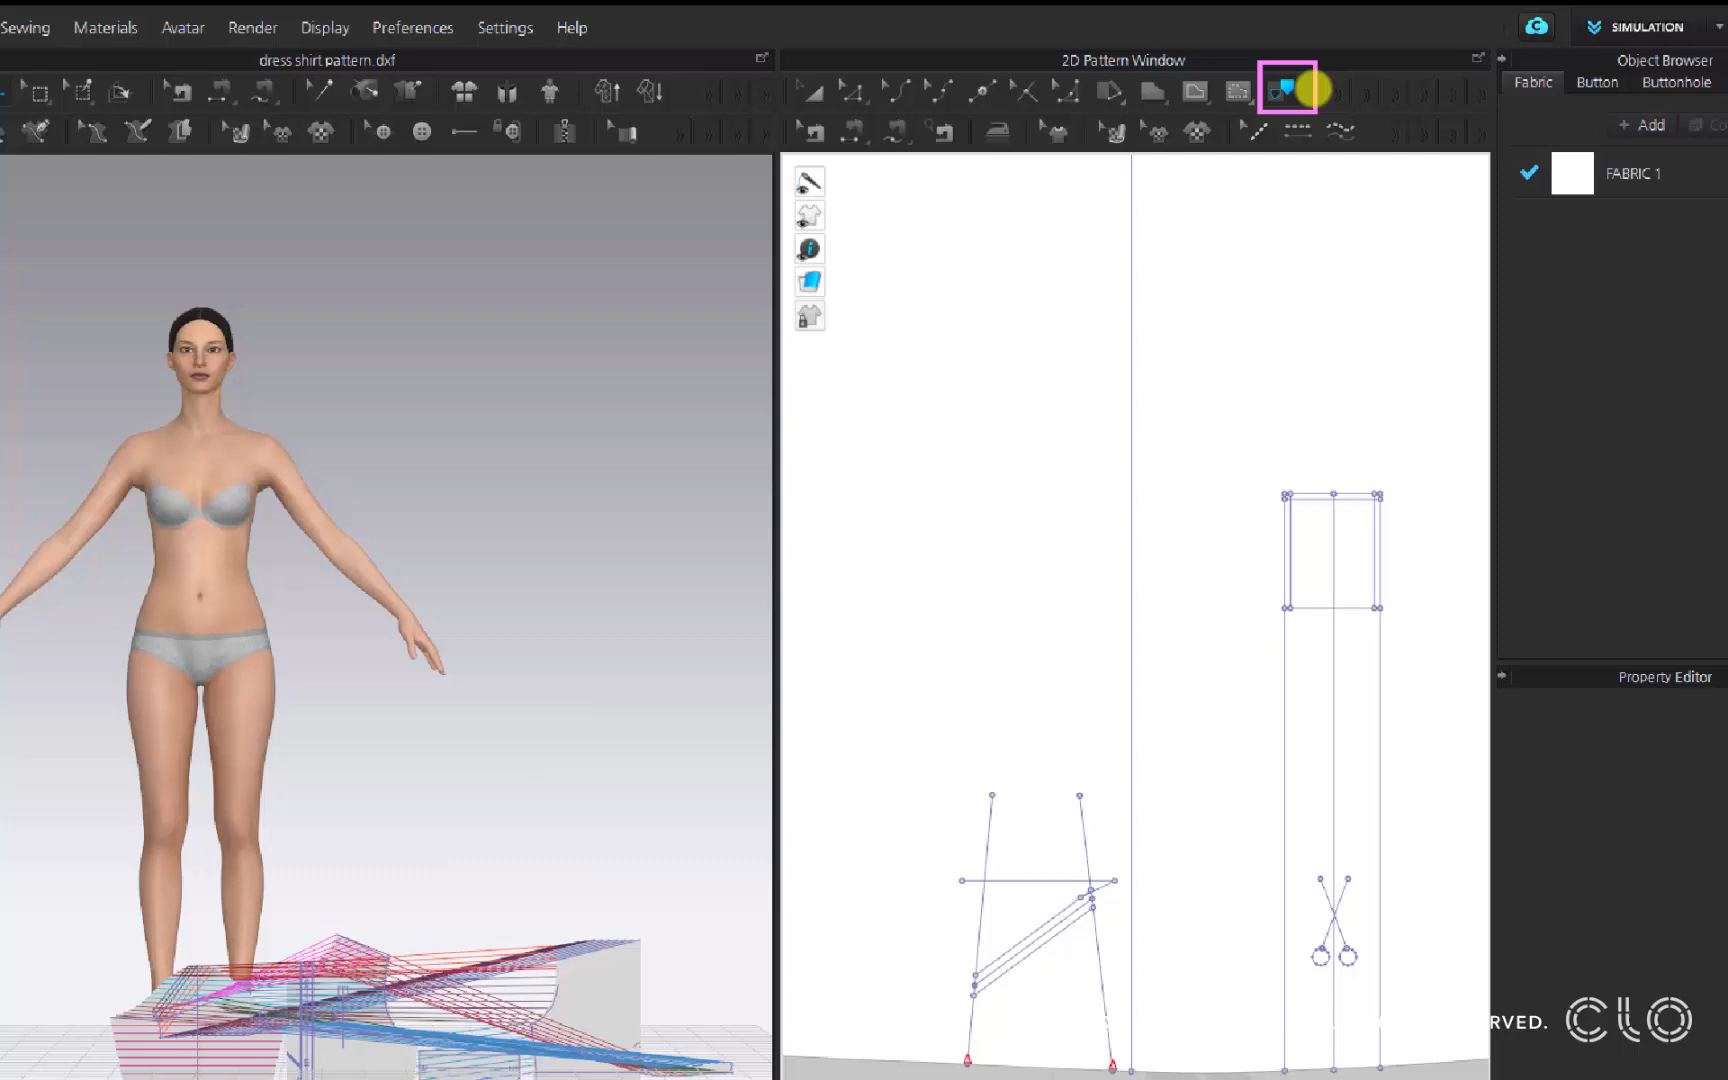 Sewing Materials Avatar Render Display Preferences Settings Help
SIMULATION
dress shirt pattern.dxf
2D Pattern Window
Object Browser
Fabric Button Buttonhole
+ Add
FABRIC 1
Property Editor
RVED. CLO